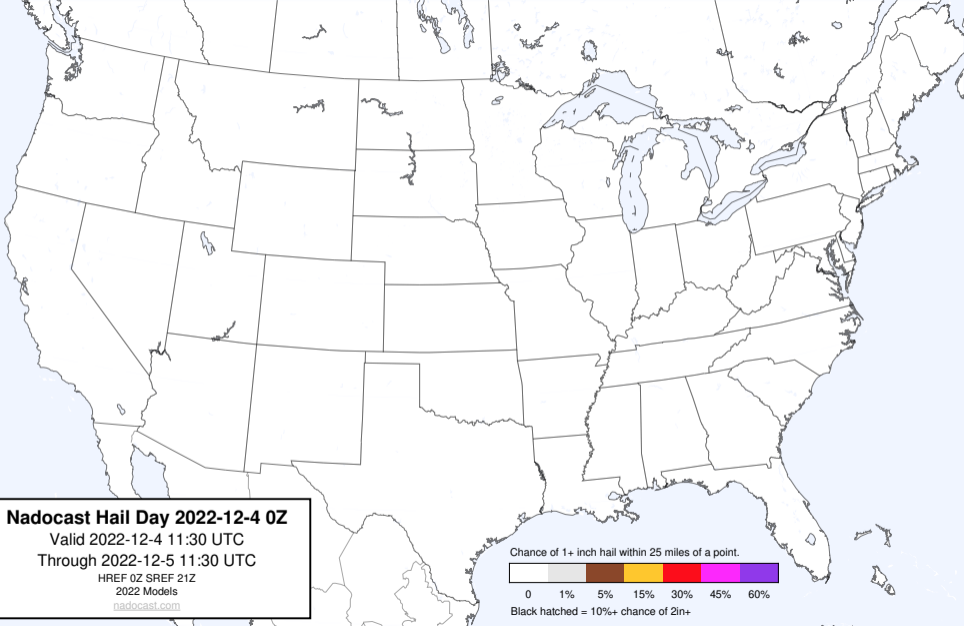 Nadocast Hail Day 2022-12-4 0Z
Valid 2022-12-4 11:30 UTC
Through 2022-12-5 11:30 UTC
HREF 0Z SREF 21Z
2022 Models
nadocast.com
Chance of 1+ inch hail within 25 miles of a point.
0 1% 5% 15% 30% 45% 60%
Black hatched = 10%+ chance of 2in+